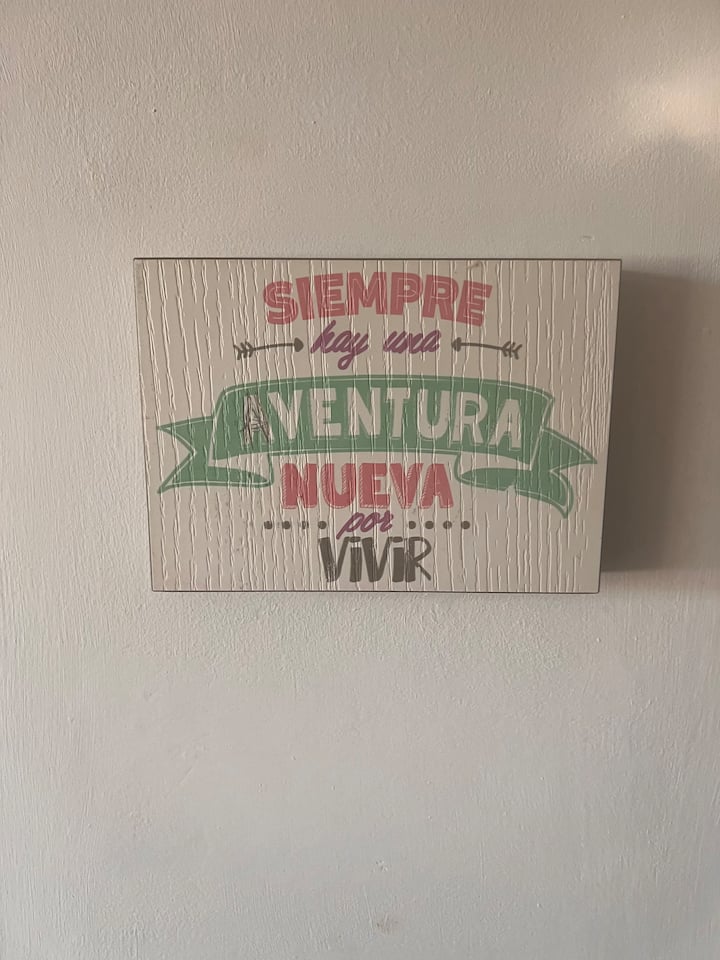 SIEMPRE
hay una
AVENTURA
NUEVA
por
ViViR